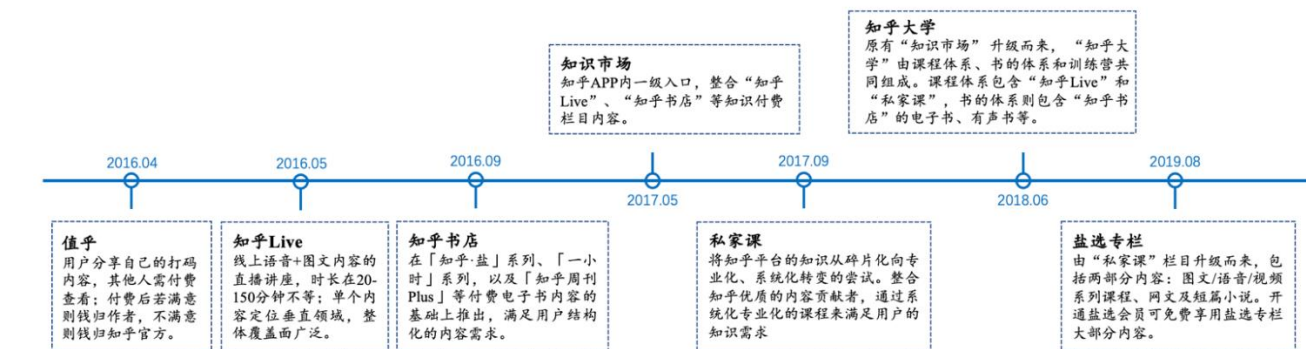 知乎大学
原有“知识市场” 升级而来，“知乎大
学”由课程体系、书的体系和训练营共
同组成。课程体系包含“知乎Live”和
“私家课”，书的体系则包含“知乎书
店”的电子书、有声书等。
知识市场
知乎APP内一级入口，整合“知乎
Live”、“知乎书店”等知识付费
栏目内容。
2016.04
2016.05
2016.09
2017.05
2017.09
2018.06
2019.08
值乎
用户分享自己的打码
内容，其他人需付费
查看；付费后若满意
则钱归作者，不满意
则钱归知乎官方。
知乎Live
线上语音+图文内容的
直播讲座，时长在20-
150分钟不等；单个内
容定位垂直领域，整
体覆盖面广泛。
知乎书店
在「知乎·盐」系列、「一小
时」系列，以及「知乎周刊
Plus」等付费电子书内容的
基础上推出，满足用户结构
化的内容需求。
私家课
将知乎平台的知识从碎片化向专
业化、系统化转变的尝试。整合
知乎优质的内容贡献者，通过系
统化专业化的课程来满足用户的
知识需求
盐选专栏
由“私家课”栏目升级而来，包
括两部分内容：图文/语音/视频
系列课程、网文及短篇小说。开
通盐选会员可免费享用盐选专栏
大部分内容。